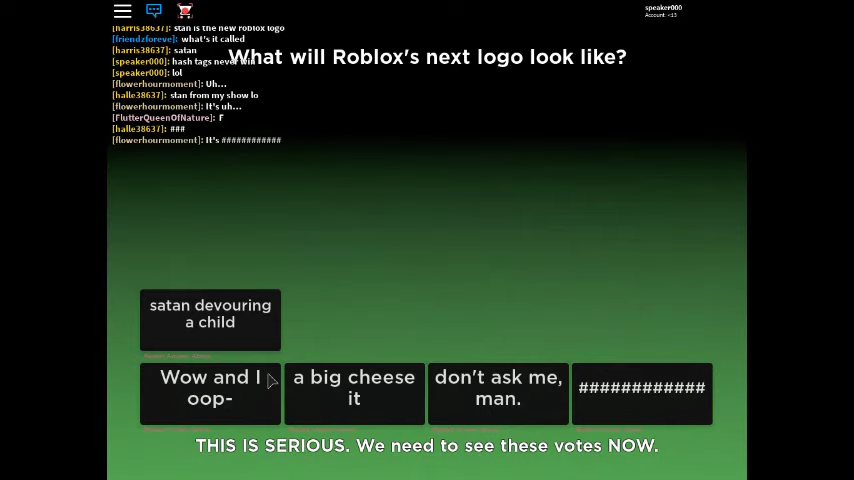 speaker000
Account: <13
[harris38637]: stan is the new roblox logo
[friendzforeve]: what's it called
[harris38637]: satan
[speaker000]: hash tags never win
[speaker000]: lol
[flowerhourmoment]: Uh...
[halle38637]: stan from my show lo
[flowerhourmoment]: It's uh...
[FlutterQueenOfNature]: F
[halle38637]: ###
[flowerhourmoment]: It's ############
What will Roblox's next logo look like?
satan devouring
a child
Wow and I
oop-
a big cheese
it
don't ask me,
man.
############
THIS IS SERIOUS. We need to see these votes NOW.